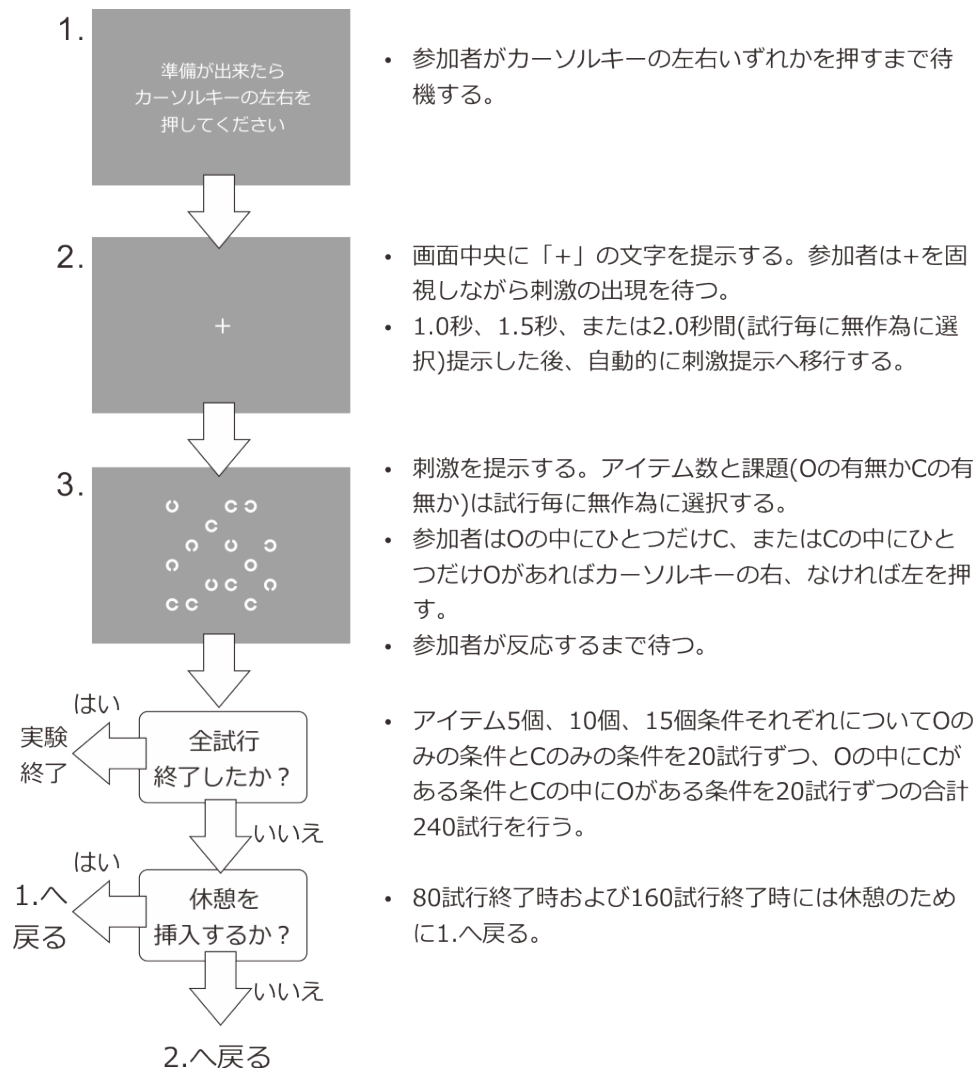 1.
準備が出来たら
カーソルキーの左右を
押してください
• 参加者がカーソルキーの左右いずれかを押すまで待
機する。
2.
+
• 画面中央に「+」の文字を提示する。参加者は+を固
視しながら刺激の出現を待つ。
• 1.0秒、1.5秒、または2.0秒間(試行毎に無作為に選
択)提示した後、自動的に刺激提示へ移行する。
3.
• 刺激を提示する。アイテム数と課題(Oの有無かCの有
無か)は試行毎に無作為に選択する。
• 参加者はOの中にひとつだけC、またはCの中にひと
つだけOがあればカーソルキーの右、なければ左を押
す。
• 参加者が反応するまで待つ。
はい
実験
終了
全試行
終了したか？
いいえ
• アイテム5個、10個、15個条件それぞれについてOの
みの条件とCのみの条件を20試行ずつ、Oの中にCが
ある条件とCの中にOがある条件を20試行ずつの合計
240試行を行う。
はい
1.へ
戻る
休憩を
挿入するか？
いいえ
• 80試行終了時および160試行終了時には休憩のため
に1.へ戻る。
2.へ戻る